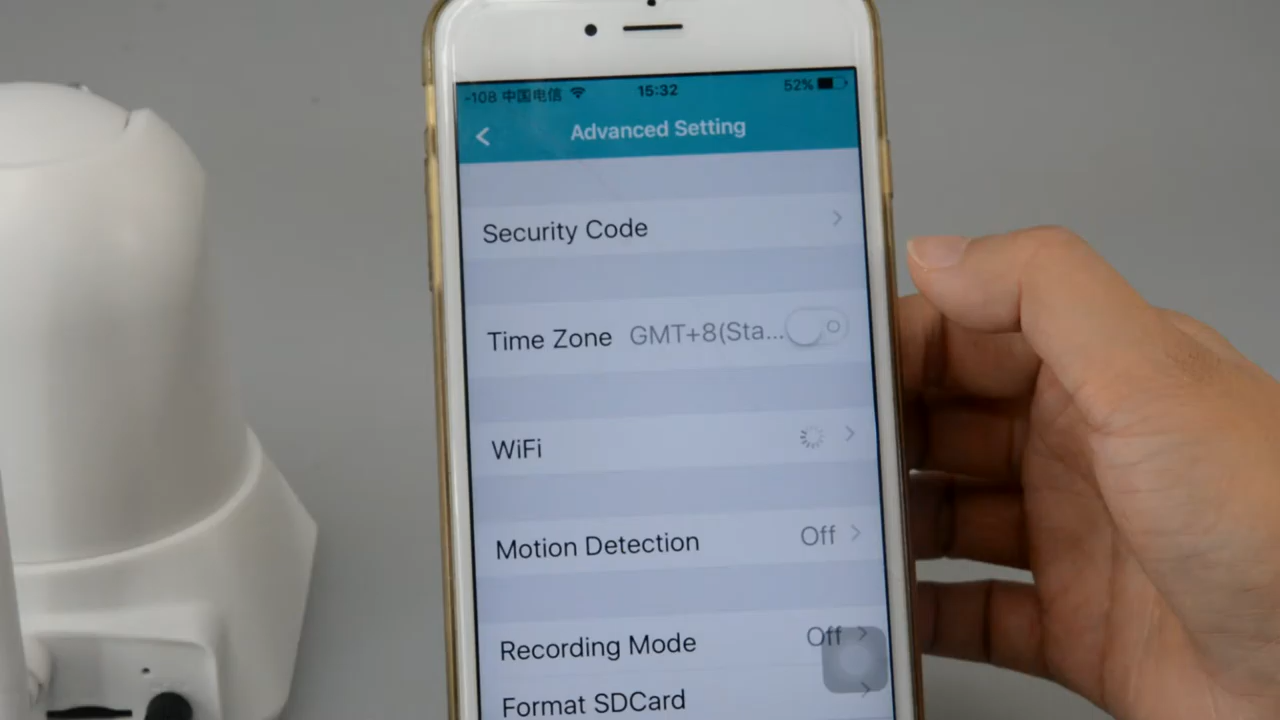 -108 中国电信 15:32 52%
Advanced Setting
Security Code
Time Zone GMT+8(Sta...
WiFi
Motion Detection Off
Recording Mode Off
Format SDCard